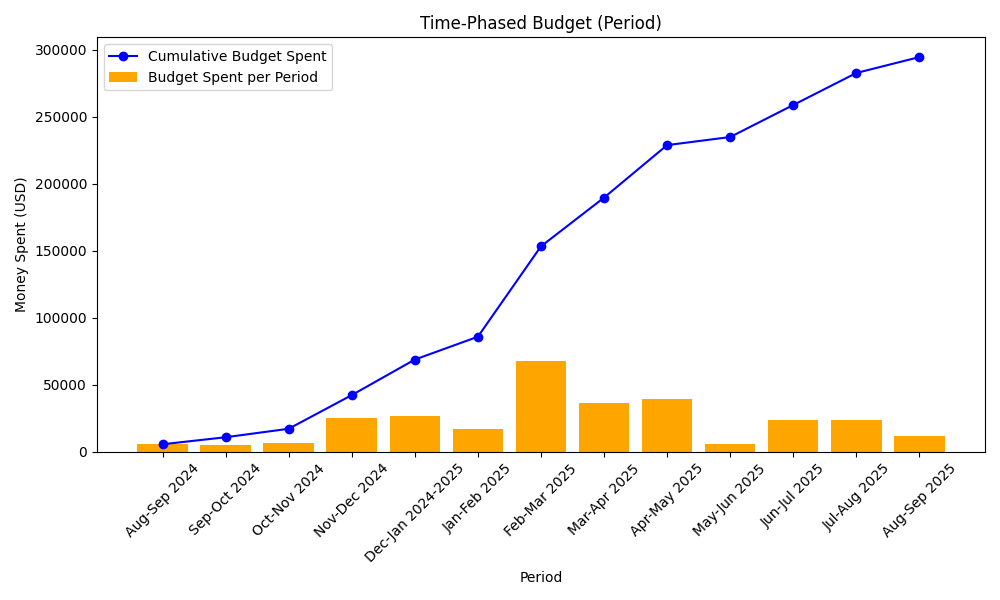 Time-Phased Budget (Period)
Cumulative Budget Spent
Budget Spent per Period
Money Spent (USD)
300000
250000
200000
150000
100000
50000
0
Aug-Sep 2024
Sep-Oct 2024
Oct-Nov 2024
Nov-Dec 2024
Dec-Jan 2024-2025
Jan-Feb 2025
Feb-Mar 2025
Mar-Apr 2025
Apr-May 2025
May-Jun 2025
Jun-Jul 2025
Jul-Aug 2025
Aug-Sep 2025
Period